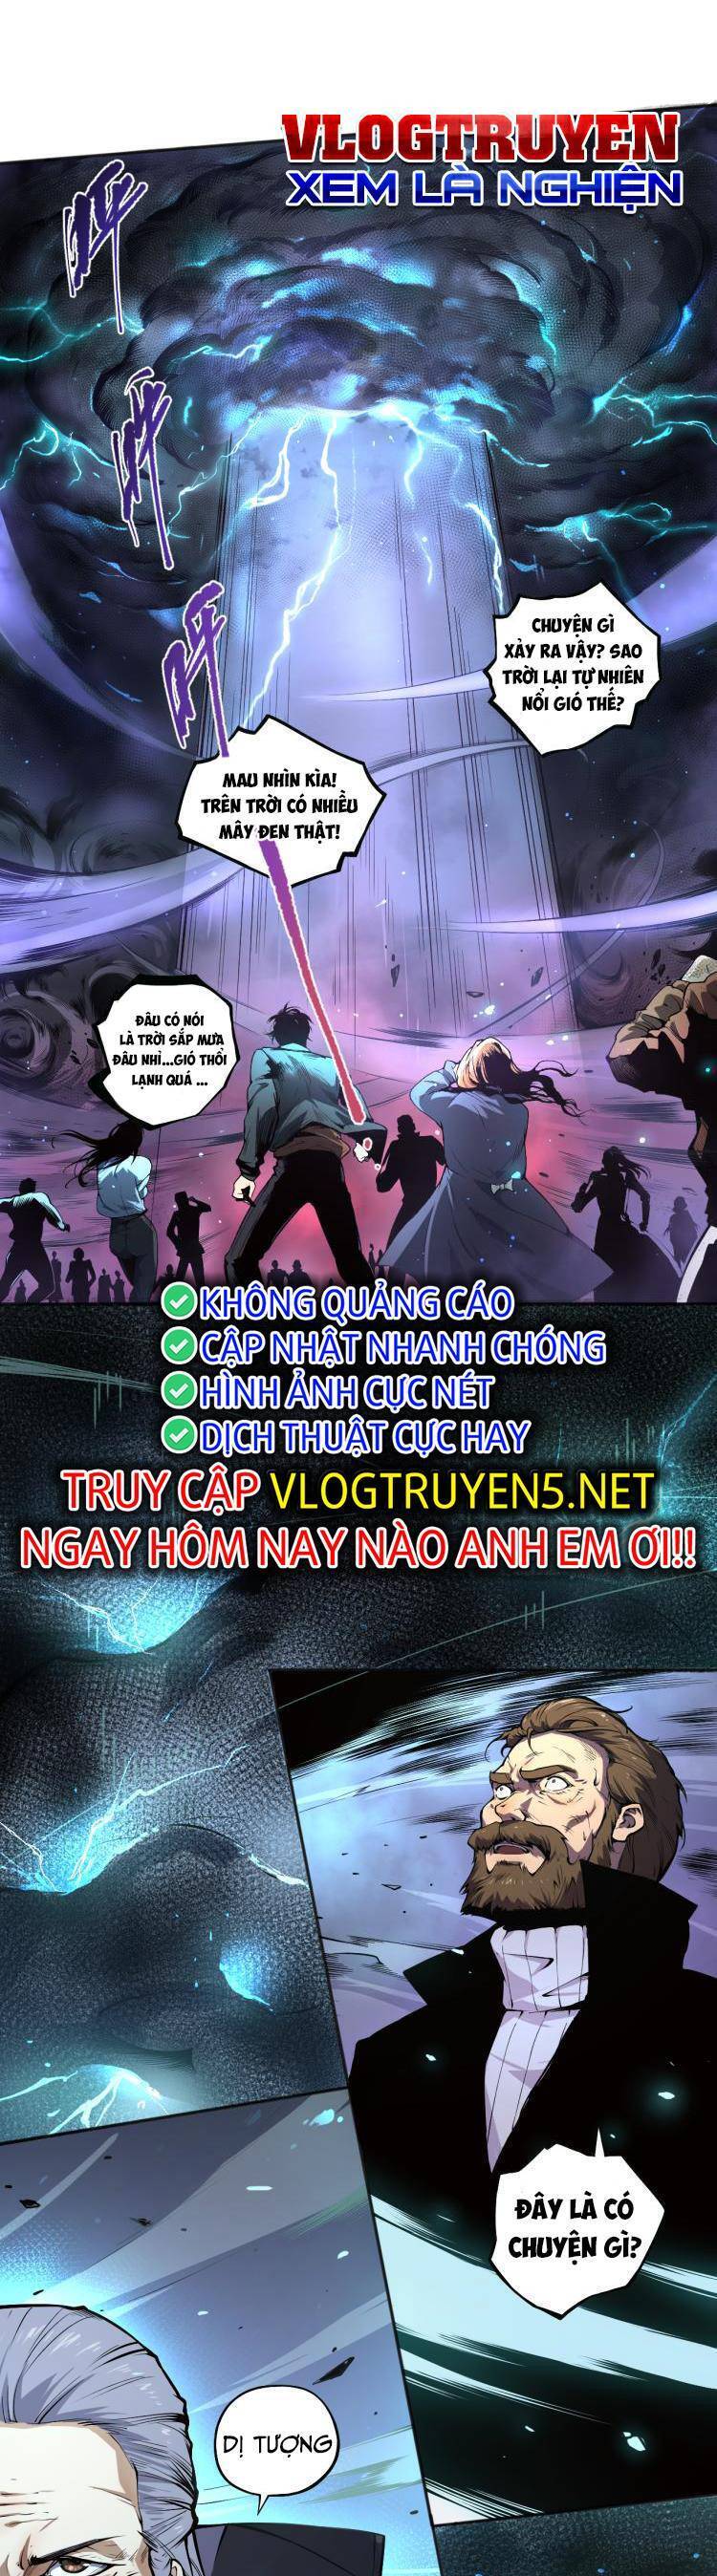 VLOGTRUYEN
XEM LÀ NGHIỆN
CHUYỆN GÌ
XẢY RA VẬY? SAO
TRỜI LẠI TỰ NHIÊN
NỔI GIÓ THẾ?
MAU NHÌN KÌA!
TRÊN TRỜI CÓ NHIỀU
MÂY ĐEN THẬT!
ĐÂU CÓ NÓI
LÀ TRỜI SẮP MƯA
ĐÂU NHỈ...GIÓ THỔI
LẠNH QUÁ ...
KHÔNG QUẢNG CÁO
CẬP NHẬT NHANH CHÓNG
HÌNH ẢNH CỰC NÉT
DỊCH THUẬT CỰC HAY
TRUY CẬP VLOGTRUYEN5.NET
NGAY HÔM NAY NÀO ANH EM ƠI!!
ĐÂY LÀ CÓ
CHUYỆN GÌ?
DỊ TƯỢNG